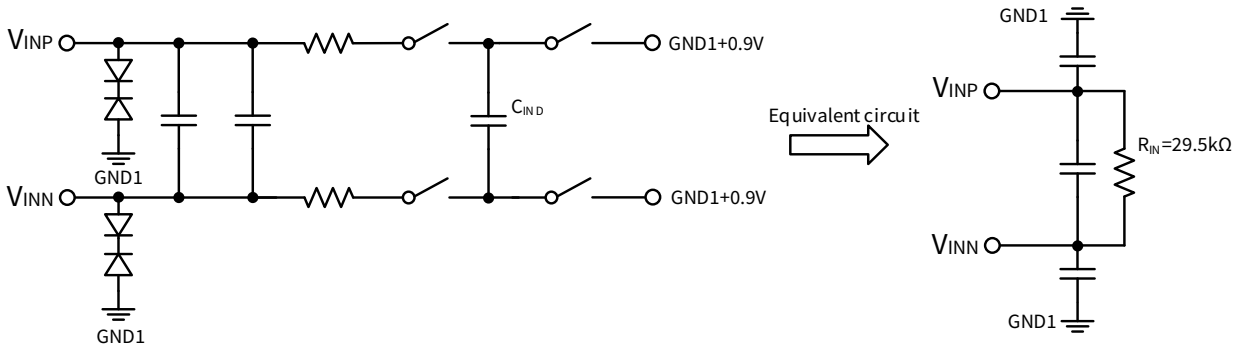 GND1
VINP
GND1+0.9V
CIND
VINP
Equivalent circuit
RIN=29.5kΩ
GND1
VINN
GND1+0.9V
VINN
GND1
GND1